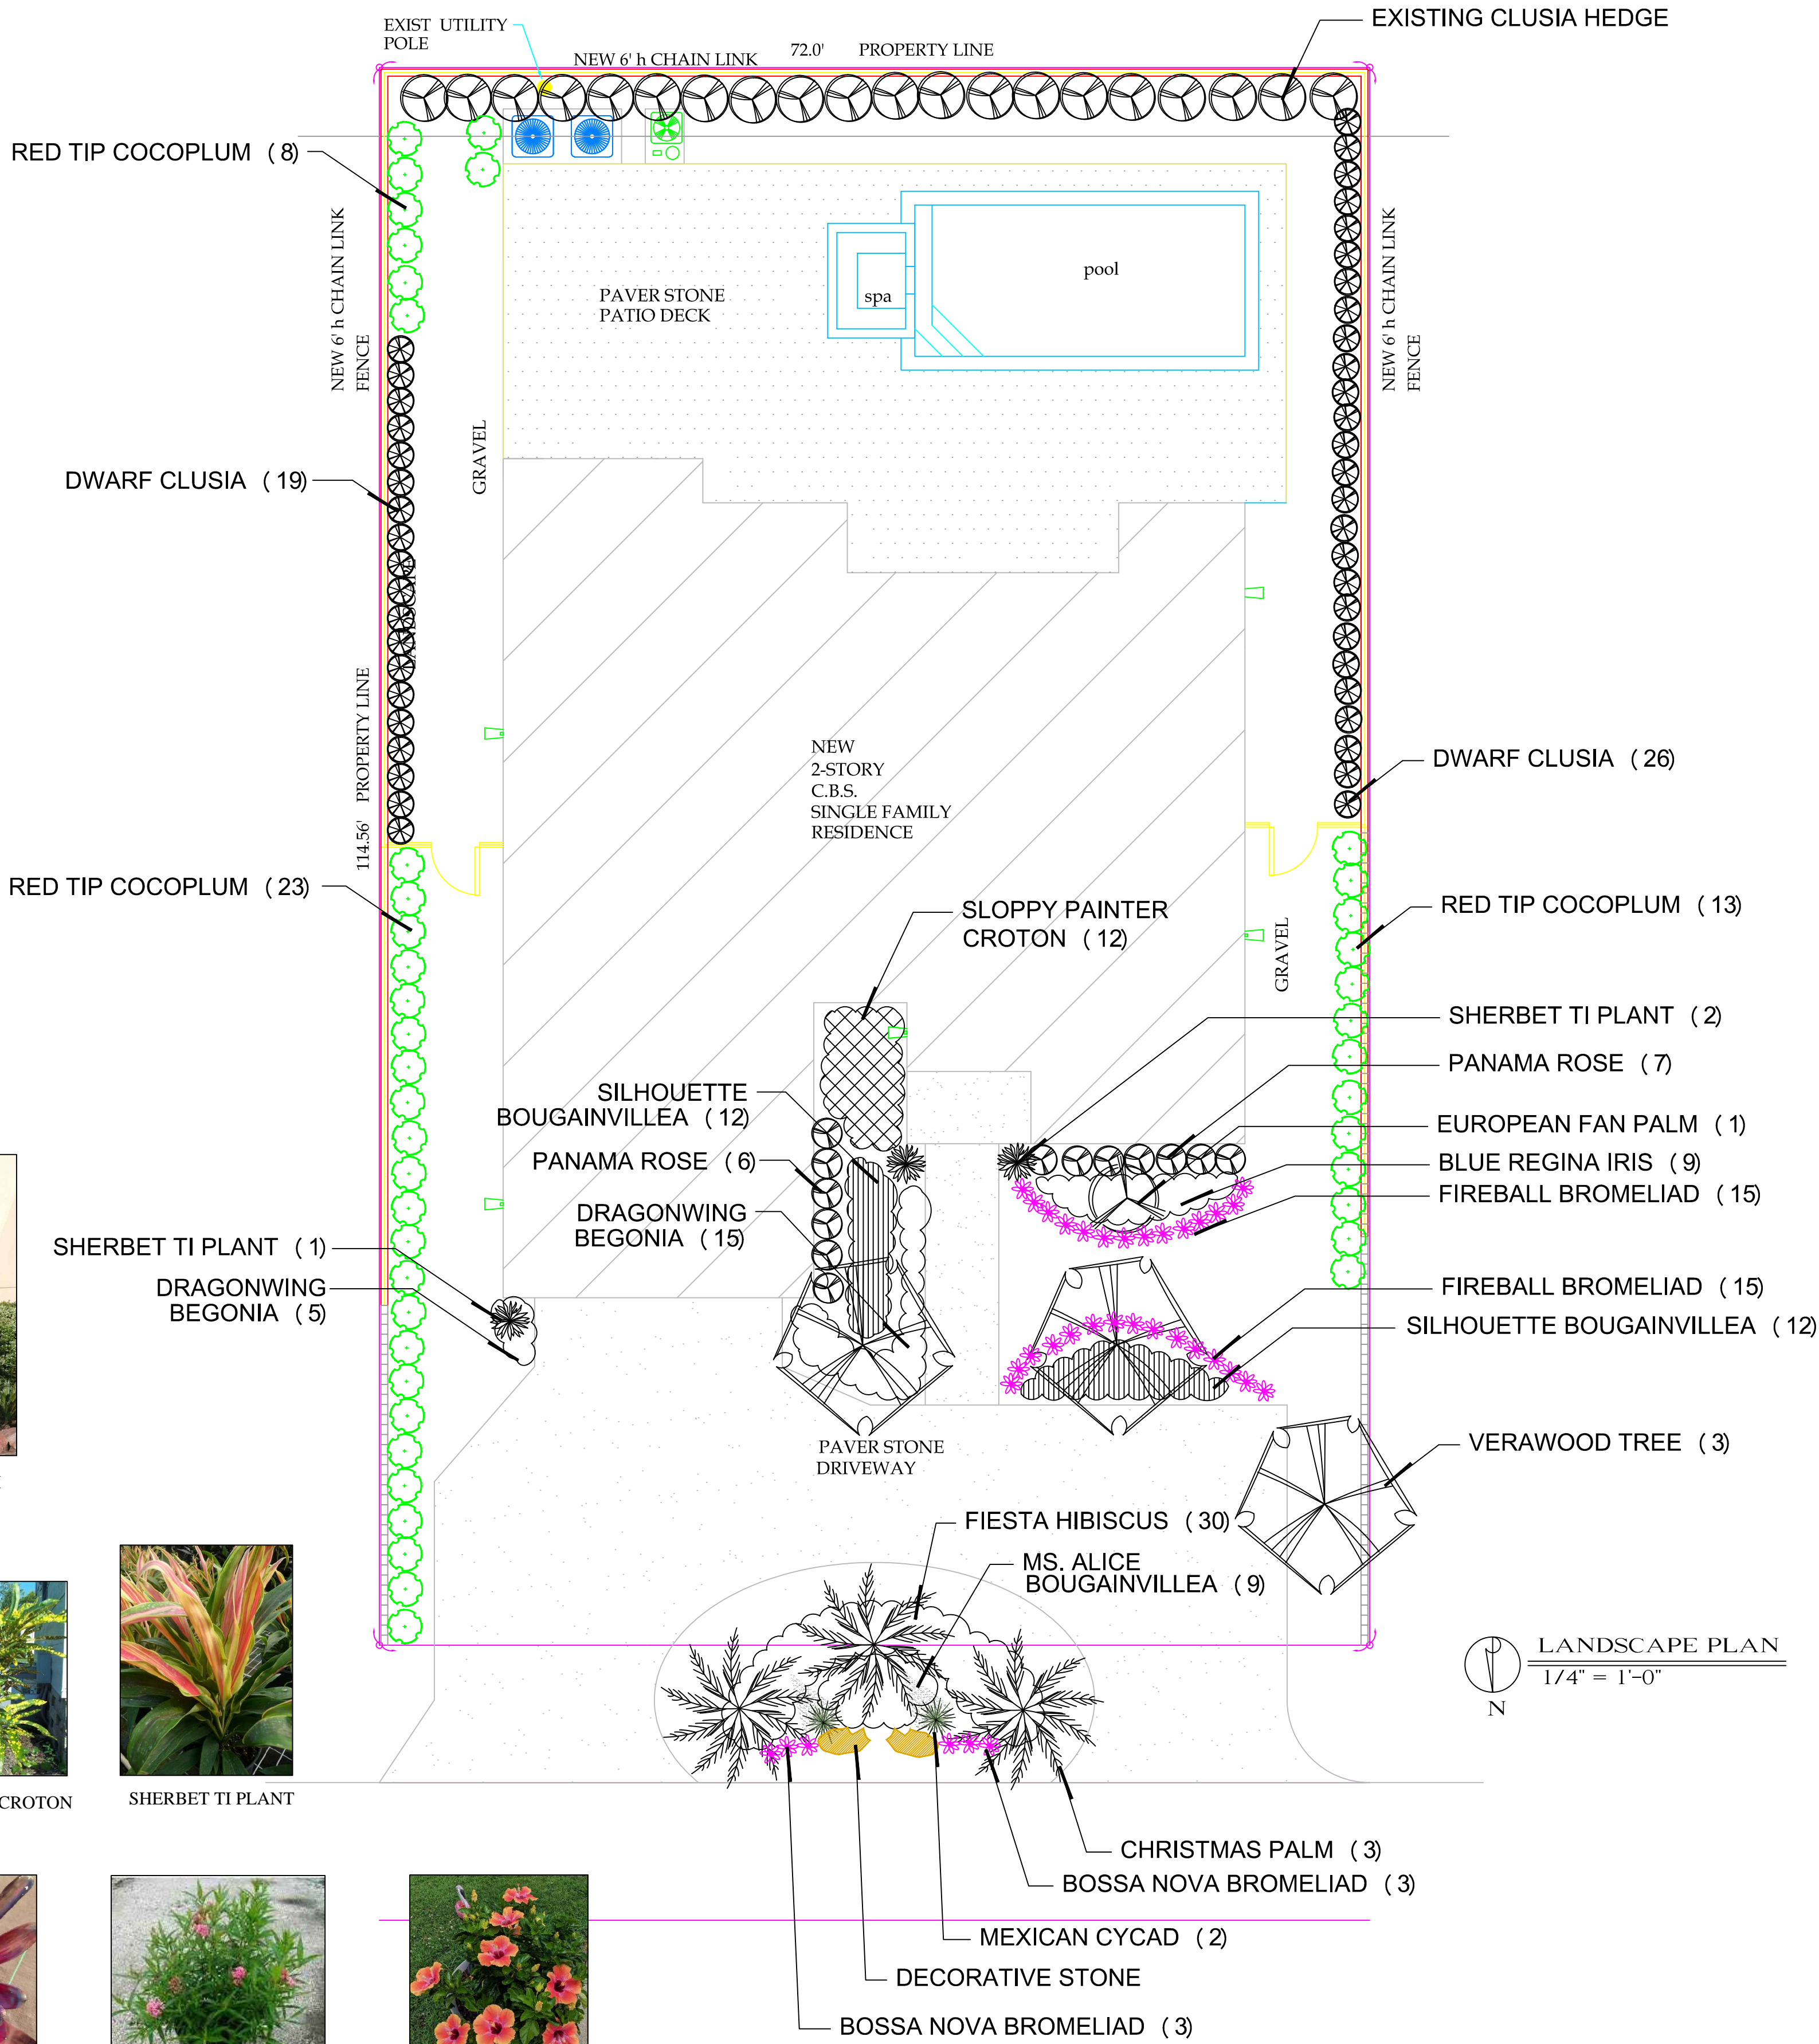 EXISTING CLUSIA HEDGE
EXIST UTILITY
POLE
NEW 6' h CHAIN LINK
72.0' PROPERTY LINE
RED TIP COCOPLUM (8)
NEW 6' h CHAIN LINK
FENCE
PAVER STONE
PATIO DECK
spa
pool
NEW 6' h CHAIN LINK
FENCE
GRAVEL
DWARF CLUSIA (19)
114.56' PROPERTY LINE
NEW
2-STORY
C.B.S.
SINGLE FAMILY
RESIDENCE
DWARF CLUSIA (26)
RED TIP COCOPLUM (23)
SLOPPY PAINTER
CROTON (12)
RED TIP COCOPLUM (13)
GRAVEL
SHERBET TI PLANT (2)
PANAMA ROSE (7)
SILHOUETTE
BOUGAINVILLEA (12)
EUROPEAN FAN PALM (1)
PANAMA ROSE (6)
BLUE REGINA IRIS (9)
FIREBALL BROMELIAD (15)
DRAGONWING
BEGONIA (15)
SHERBET TI PLANT (1)
DRAGONWING
BEGONIA (5)
FIREBALL BROMELIAD (15)
SILHOUETTE BOUGAINVILLEA (12)
PAVER STONE
DRIVEWAY
VERAWOOD TREE (3)
FIESTA HIBISCUS (30)
MS. ALICE
BOUGAINVILLEA (9)
LANDSCAPE PLAN
1/4" = 1'-0"
N
CROTON
SHERBET TI PLANT
CHRISTMAS PALM (3)
BOSSA NOVA BROMELIAD (3)
MEXICAN CYCAD (2)
DECORATIVE STONE
BOSSA NOVA BROMELIAD (3)